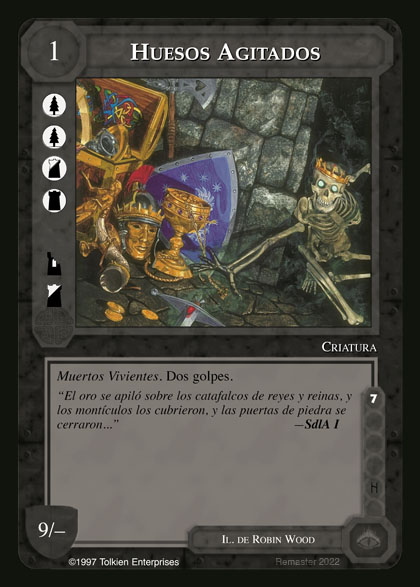 1
HUESOS AGITADOS
CRIATURA
Muertos Vivientes. Dos golpes.
“El oro se apiló sobre los catafalcos de reyes y reinas, y
los montículos los cubrieron, y las puertas de piedra se
cerraron...” —SdlA I
7
9/–
IL. DE ROBIN WOOD
©1997 Tolkien Enterprises
Remaster 2022